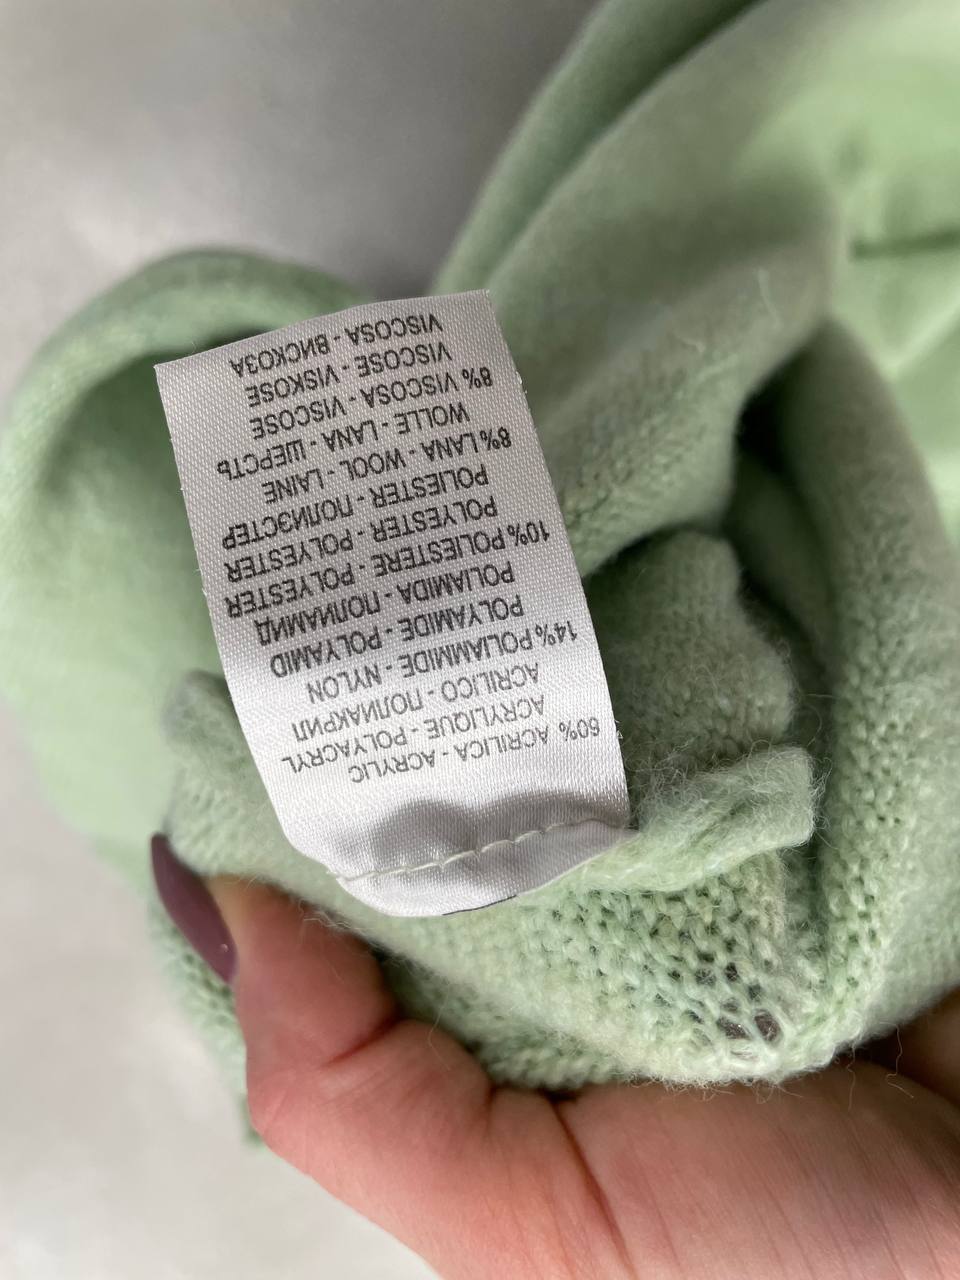 60% ACRILICA - ACRYLIC
ACRYLIQUE - POLYACRYL
ACRILICO - ПОЛИАКРИЛ
14% POLIAMMIDE - NYLON
POLYAMIDE - POLYAMID
POLIAMIDA - ПОЛИАМИД
10% POLIESTERE - POLYESTER
POLYESTER - POLYESTER
POLIESTER - ПОЛИЭСТЕР
8% LANA - WOOL - LAINE
WOLLE - LANA - ШЕРСТЬ
8% VISCOSA - VISCOSE
VISCOSE - VISKOSE
VISCOSA - ВИСКОЗА